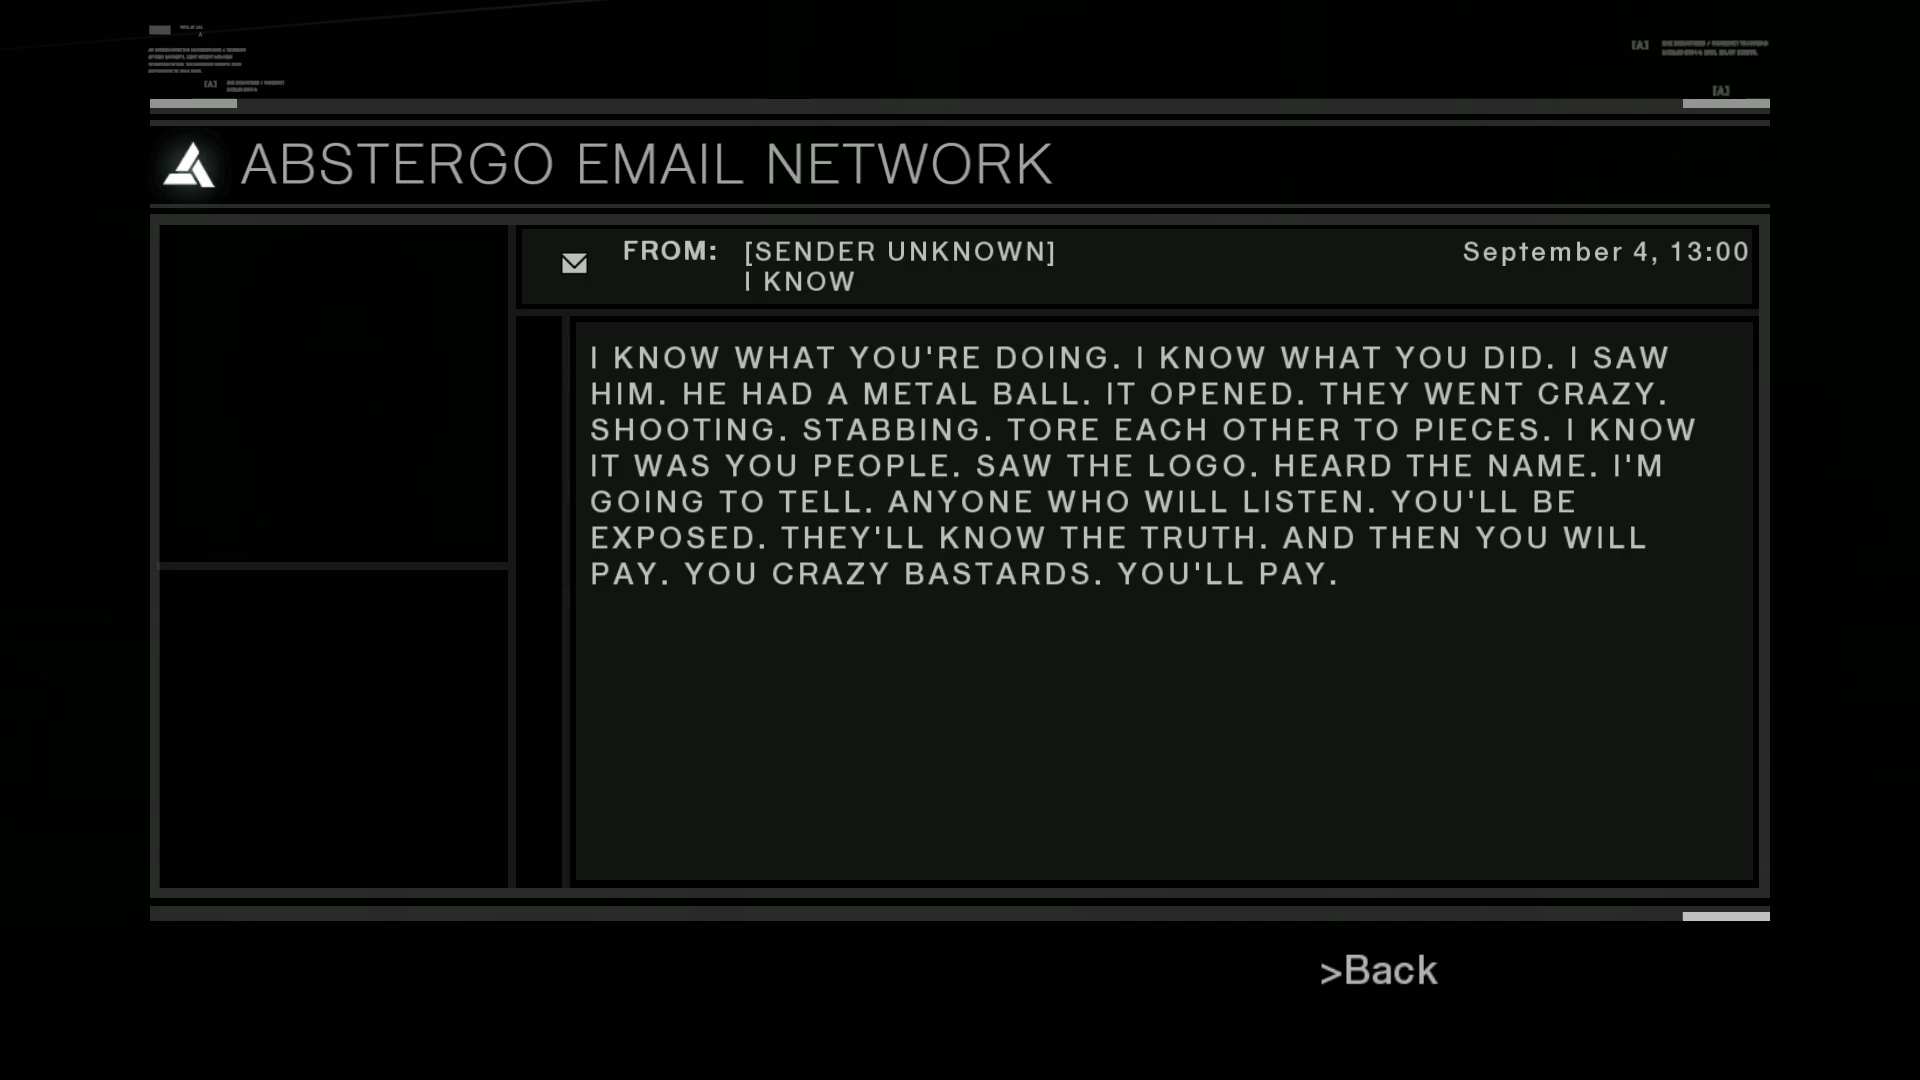 [A]
[A]
[A]
ABSTERGO EMAIL NETWORK
FROM: [SENDER UNKNOWN] September 4, 13:00
I KNOW
I KNOW WHAT YOU'RE DOING. I KNOW WHAT YOU DID. I SAW
HIM. HE HAD A METAL BALL. IT OPENED. THEY WENT CRAZY.
SHOOTING. STABBING. TORE EACH OTHER TO PIECES. I KNOW
IT WAS YOU PEOPLE. SAW THE LOGO. HEARD THE NAME. I'M
GOING TO TELL. ANYONE WHO WILL LISTEN. YOU'LL BE
EXPOSED. THEY'LL KNOW THE TRUTH. AND THEN YOU WILL
PAY. YOU CRAZY BASTARDS. YOU'LL PAY.
>Back